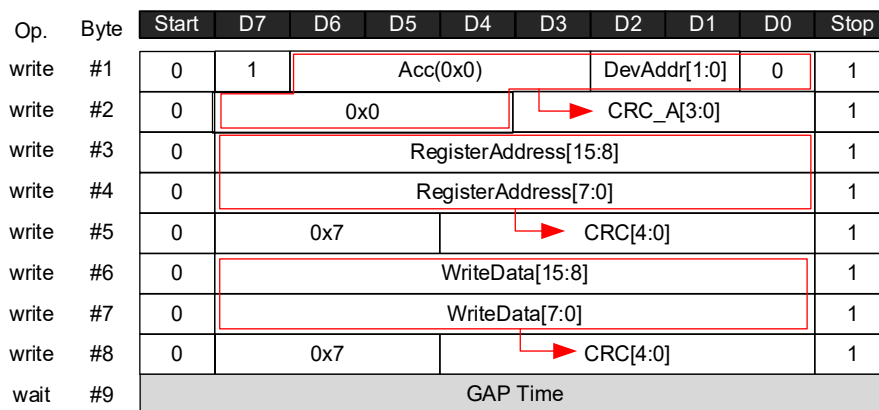 Op. Byte Start D7 D6 D5 D4 D3 D2 D1 D0 Stop
write #1 0 1 Acc(0x0) DevAddr[1:0] 0 1
write #2 0 0x0 CRC_A[3:0] 1
write #3 0 RegisterAddress[15:8] 1
write #4 0 RegisterAddress[7:0] 1
write #5 0 0x7 CRC[4:0] 1
write #6 0 WriteData[15:8] 1
write #7 0 WriteData[7:0] 1
write #8 0 0x7 CRC[4:0] 1
wait #9 GAP Time